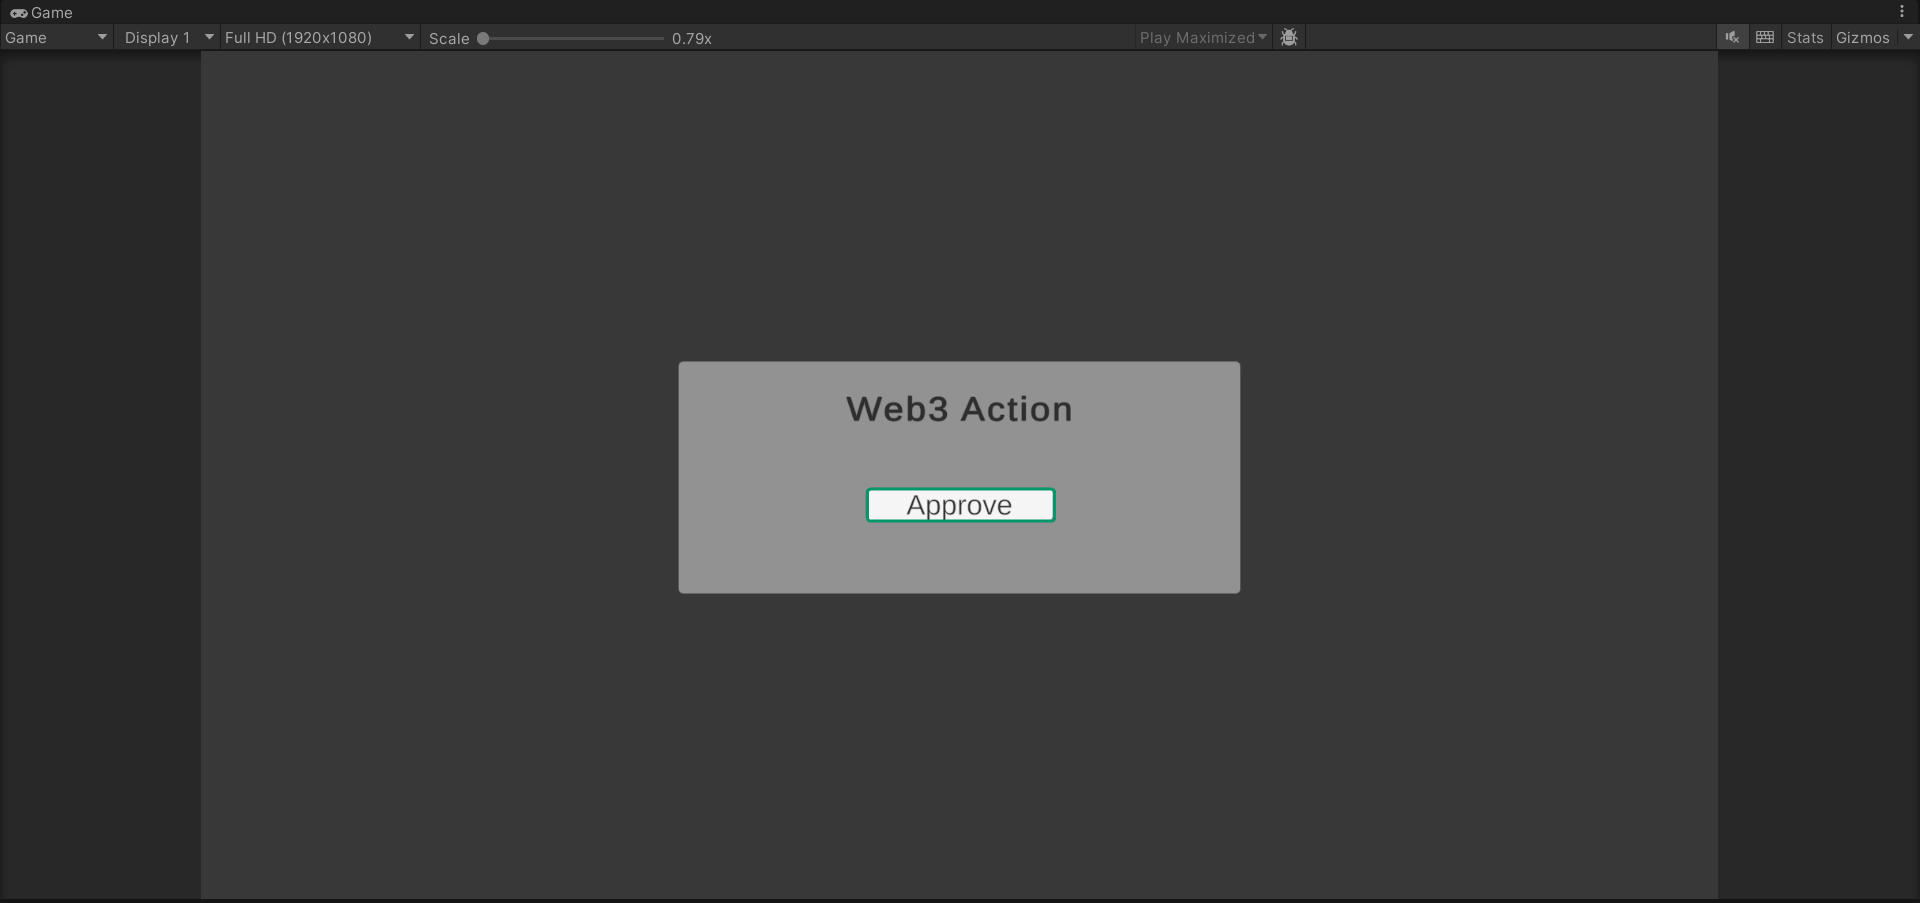 Game
Game Display 1 Full HD (1920x1080) Scale 0.79x Play Maximized Stats Gizmos
Web3 Action
Approve